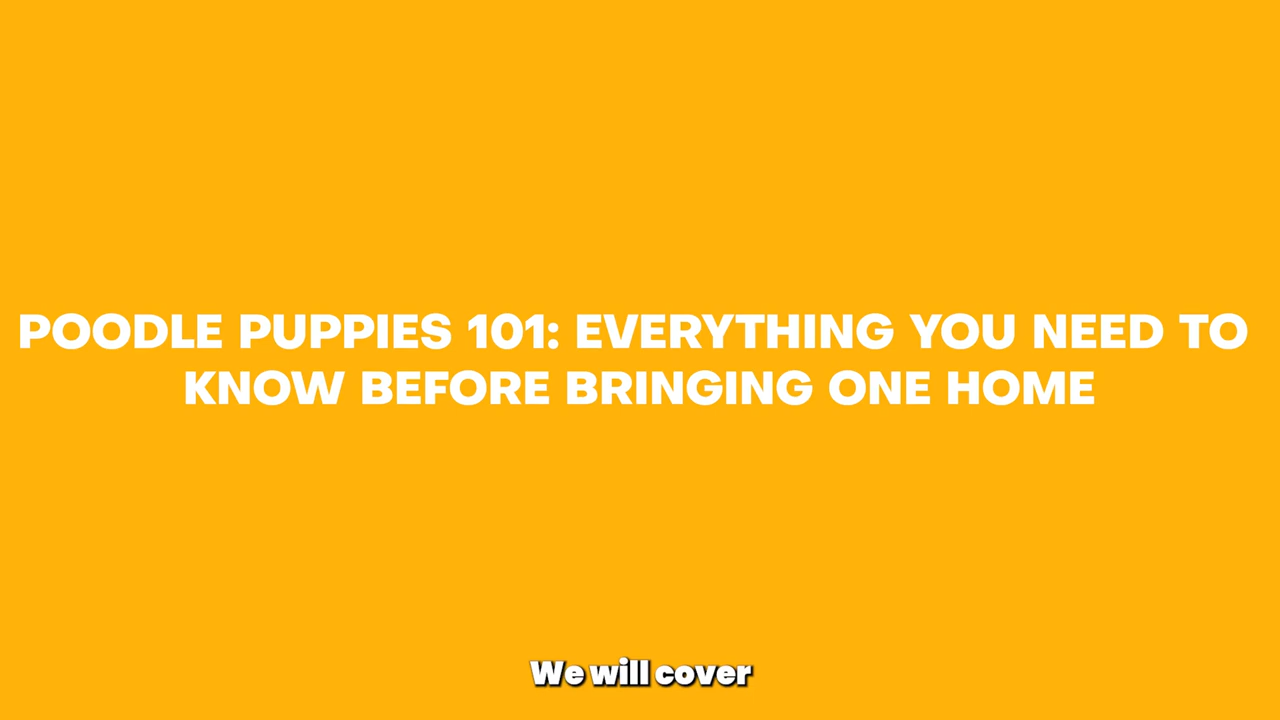 POODLE PUPPIES 101: EVERYTHING YOU NEED TO
KNOW BEFORE BRINGING ONE HOME
We will cover